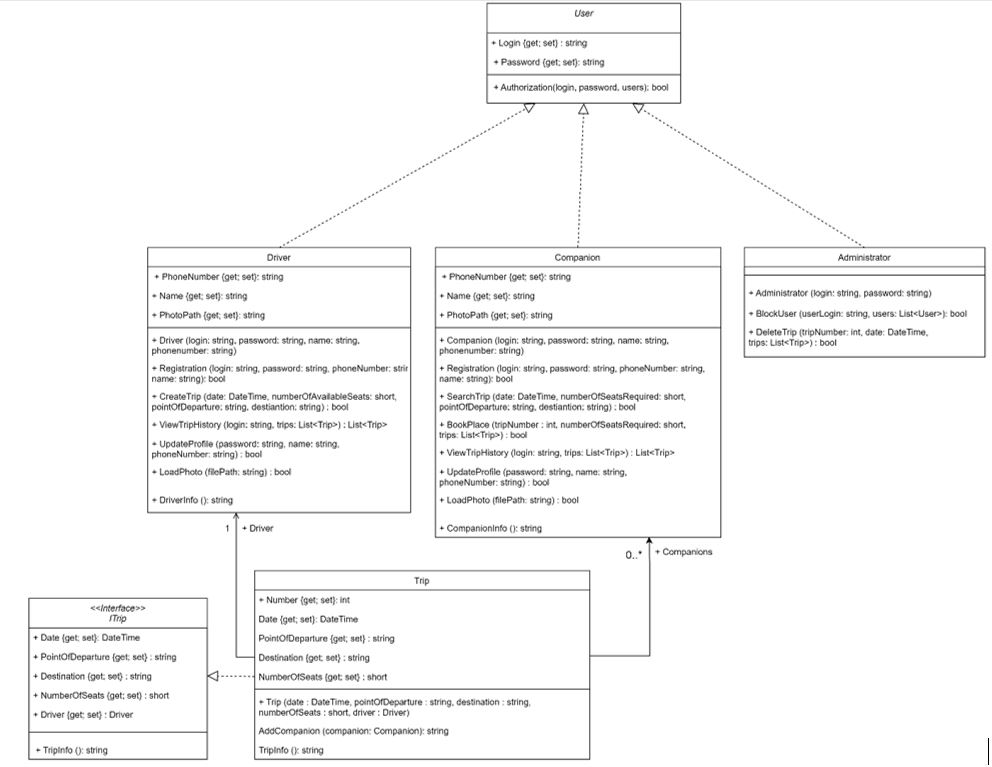 User
+ Login {get; set} : string
+ Password {get; set}: string
+ Authorization(login, password, users): bool
Driver
+ PhoneNumber {get; set}: string
+ Name {get; set}: string
+ PhotoPath {get; set}: string
+ Driver (login: string, password: string, name: string,
phonenumber: string)
+ Registration (login: string, password: string, phoneNumber: strin
name: string): bool
+ CreateTrip (date: DateTime, numberOfAvailableSeats: short,
pointOfDeparture: string, destiantion: string) : bool
+ ViewTripHistory (login: string, trips: List<Trip>) : List<Trip>
+ UpdateProfile (password: string, name: string,
phoneNumber: string) : bool
+ LoadPhoto (filePath: string) : bool
+ DriverInfo (): string
Companion
+ PhoneNumber {get; set}: string
+ Name {get; set}: string
+ PhotoPath {get; set}: string
+ Companion (login: string, password: string, name: string,
phonenumber: string)
+ Registration (login: string, password: string, phoneNumber: string,
name: string): bool
+ SearchTrip (date: DateTime, numberOfSeatsRequired: short,
pointOfDeparture: string, destiantion: string) : bool
+ BookPlace (tripNumber : int, numberOfSeatsRequired: short,
trips: List<Trip>) : bool
+ ViewTripHistory (login: string, trips: List<Trip>) : List<Trip>
+ UpdateProfile (password: string, name: string,
phoneNumber: string) : bool
+ LoadPhoto (filePath: string) : bool
+ CompanionInfo (): string
Administrator
+ Administrator (login: string, password: string)
+ BlockUser (userLogin: string, users: List<User>): bool
+ DeleteTrip (tripNumber: int, date: DateTime,
trips: List<Trip>) : bool
1
+ Driver
0..*
+ Companions
<<Interface>>
ITrip
+ Date {get; set}: DateTime
+ PointOfDeparture {get; set} : string
+ Destination {get; set} : string
+ NumberOfSeats {get; set} : short
+ Driver {get; set} : Driver
+ TripInfo (): string
Trip
+ Number {get; set}: int
Date {get; set}: DateTime
PointOfDeparture {get; set} : string
Destination {get; set} : string
NumberOfSeats {get; set} : short
+ Trip (date : DateTime, pointOfDeparture : string, destination : string,
numberOfSeats : short, driver : Driver)
AddCompanion (companion: Companion): string
TripInfo (): string